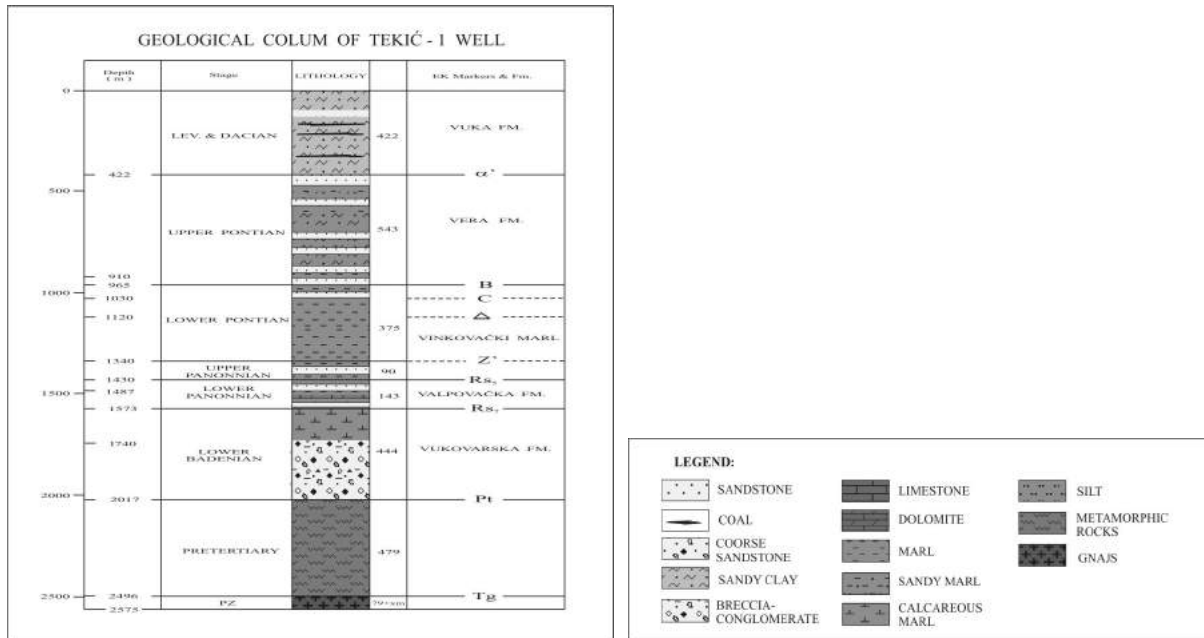 GEOLOGICAL COLUM OF TEKIĆ - 1 WELL
Depth
( m )
Stage
LITHOLOGY
EK Markers & Fm.
0
LEV. & DACIAN
422
VUKA FM.
422
α’
500
UPPER PONTIAN
543
VERA FM.
910
965
B
1000
1030
C
1120
Δ
LOWER PONTIAN
375
VINKOVAČKI MARL
1340
Z’
UPPER
PANONNIAN
90
1430
Rs₅
1487
1500
LOWER
PANONNIAN
143
VALPOVAČKA FM.
1573
Rs₇
1740
LOWER
BADENIAN
444
VUKOVARSKA FM.
2000
2017
Pt
PRETERTIARY
479
2496
2500
Tg
PZ
2575
LEGEND:
SANDSTONE
COAL
COORSE
SANDSTONE
SANDY CLAY
BRECCIA-
CONGLOMERATE
LIMESTONE
DOLOMITE
MARL
SANDY MARL
CALCAREOUS
MARL
SILT
METAMORPHIC
ROCKS
GNAJS